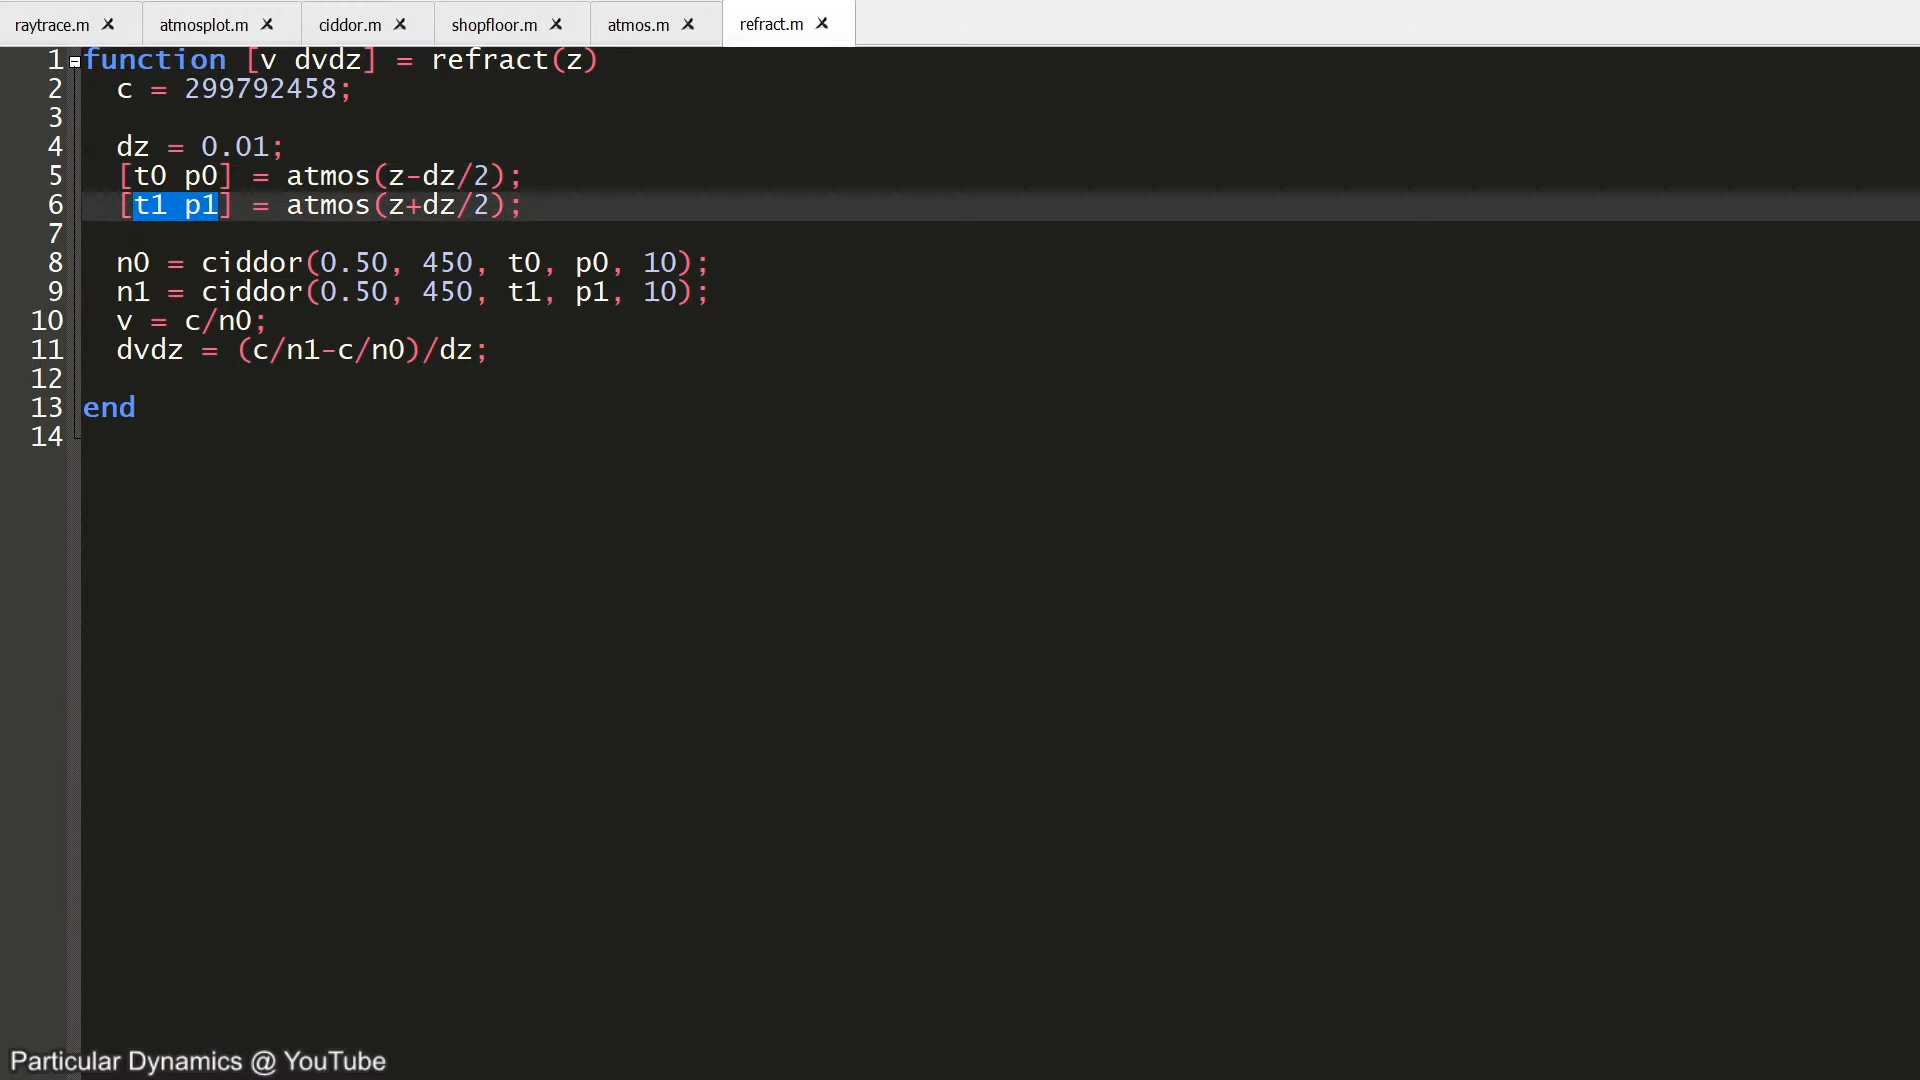 raytrace.m atmosplot.m ciddor.m shopfloor.m atmos.m refract.m
1 function [v dvdz] = refract(z)
2 c = 299792458;
3
4 dz = 0.01;
5 [t0 p0] = atmos(z-dz/2);
6 [t1 p1] = atmos(z+dz/2);
7
8 n0 = ciddor(0.50, 450, t0, p0, 10);
9 n1 = ciddor(0.50, 450, t1, p1, 10);
10 v = c/n0;
11 dvdz = (c/n1-c/n0)/dz;
12
13 end
14
Particular Dynamics @ YouTube